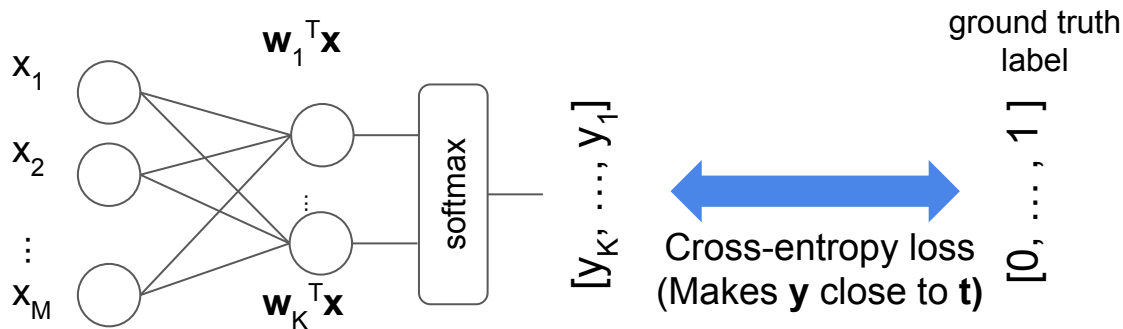 x1
x2
...
xM
w1Tx
...
wKTx
softmax
[yK, ..., y1]
Cross-entropy loss
(Makes y close to t)
ground truth
label
[0, ... , 1 ]